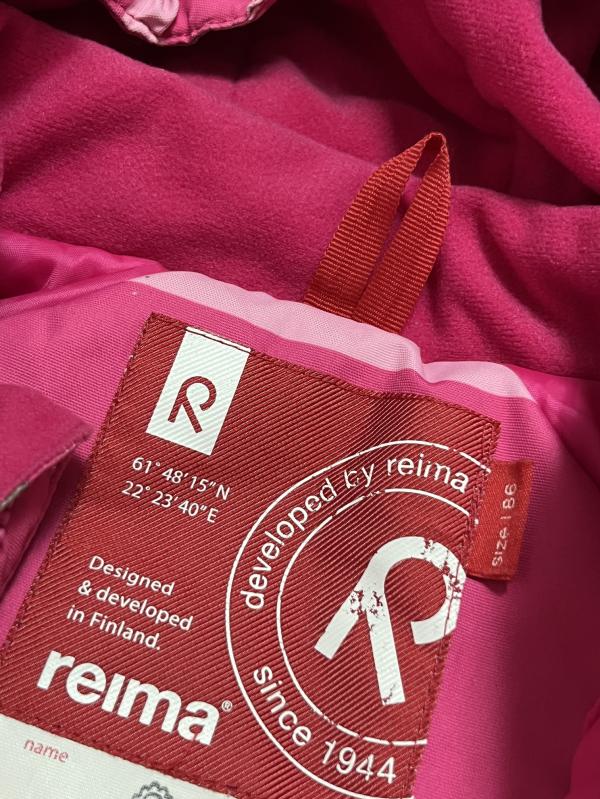 61° 48' 15" N
22° 23' 40" E
Designed
& developed
in Finland.
reima®
developed by reima
since 1944
size | 86
name